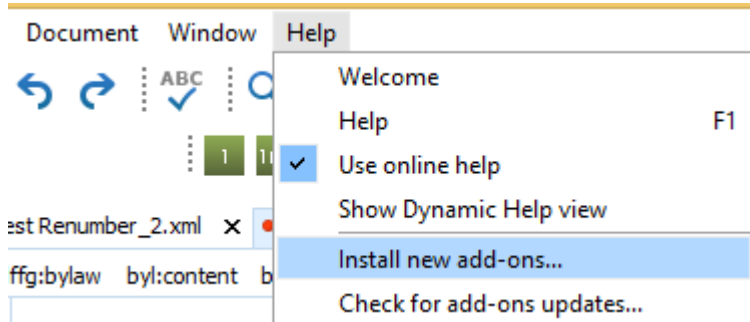 Document Window Help
ABC
Welcome
Help F1
1
Use online help
Show Dynamic Help view
Renumber_2.xml
Install new add-ons...
ffg:bylaw byl:content
Check for add-ons updates...